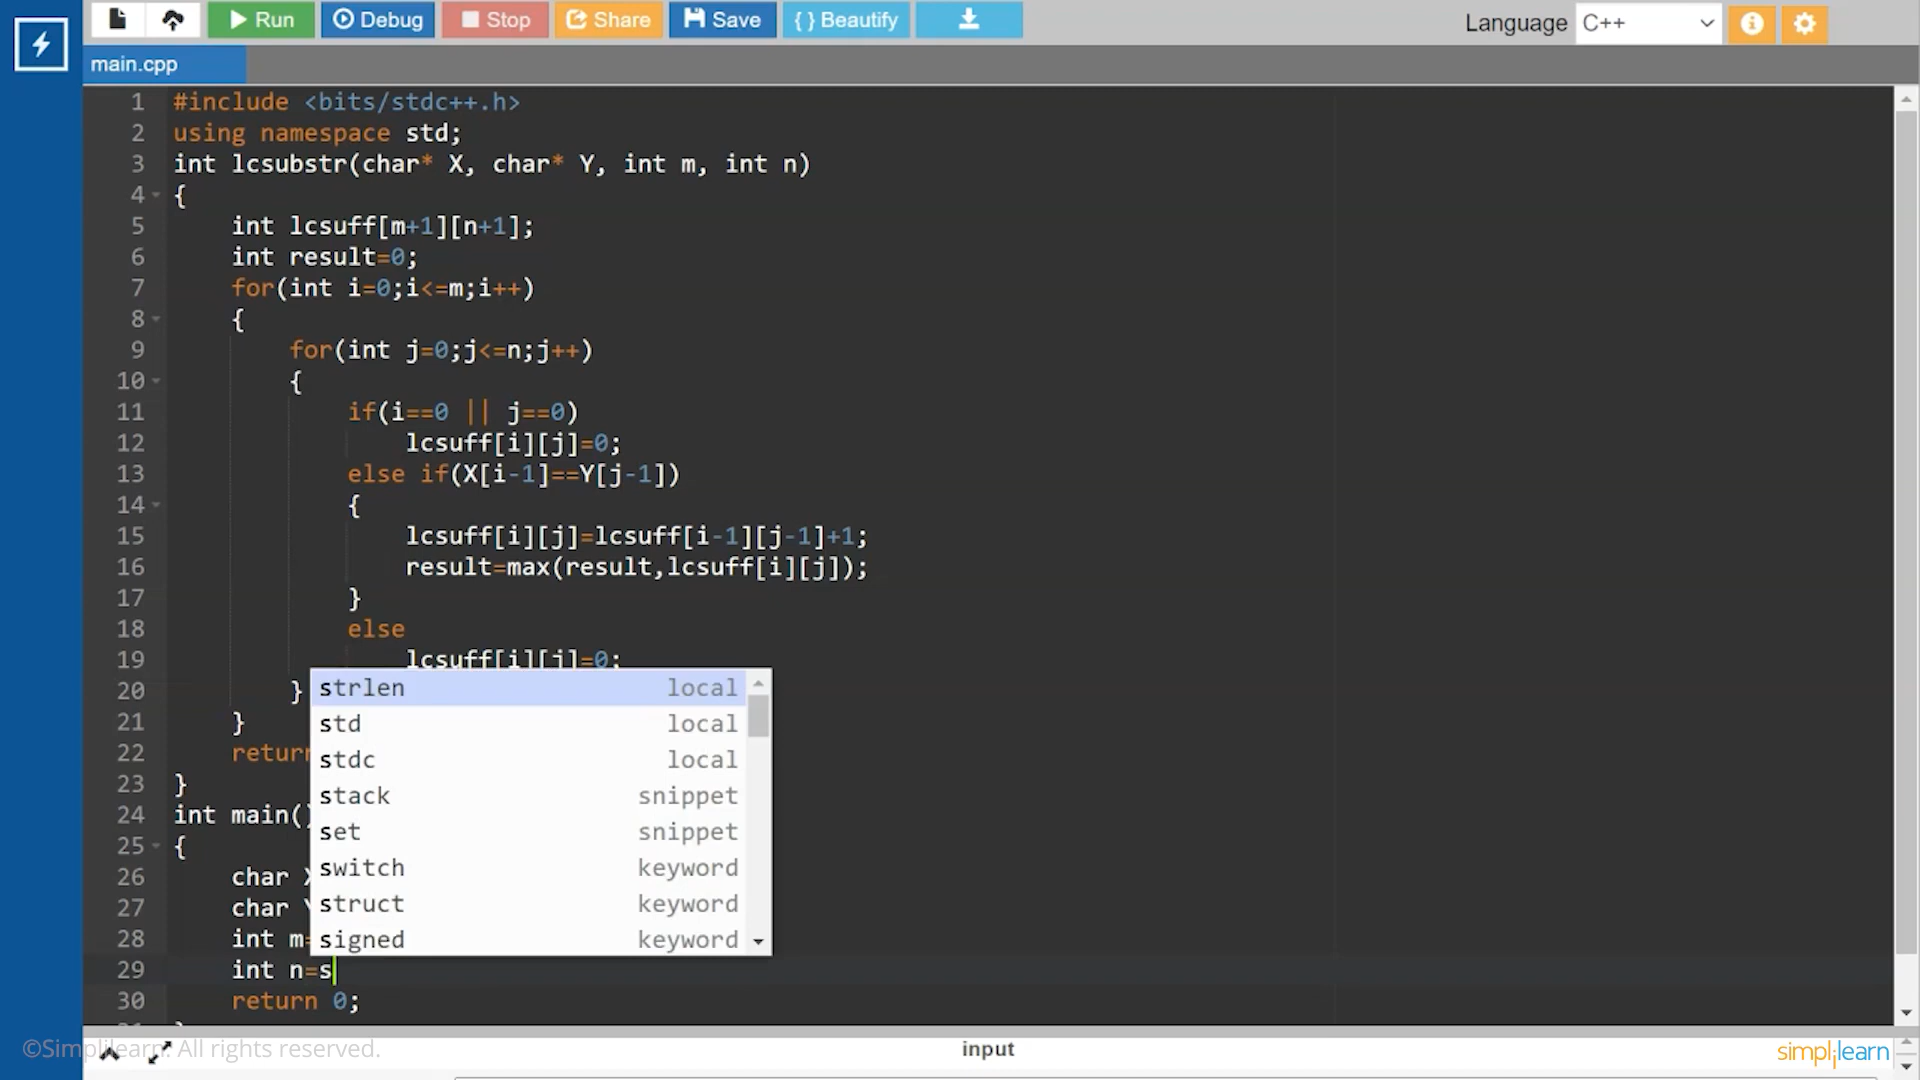 Run Debug Stop Share Save { } Beautify Language C++
main.cpp
1 #include <bits/stdc++.h>
2 using namespace std;
3 int lcsubstr(char* X, char* Y, int m, int n)
4 {
5 int lcsuff[m+1][n+1];
6 int result=0;
7 for(int i=0;i<=m;i++)
8 {
9 for(int j=0;j<=n;j++)
10 {
11 if(i==0 || j==0)
12 lcsuff[i][j]=0;
13 else if(X[i-1]==Y[j-1])
14 {
15 lcsuff[i][j]=lcsuff[i-1][j-1]+1;
16 result=max(result,lcsuff[i][j]);
17 }
18 else
19 lcsuff[i][j]=0;
20 }
21 }
22 return
23 }
24 int main()
25 {
26 char X
27 char Y
28 int m=
29 int n=s
30 return 0;
strlen local
std local
stdc local
stack snippet
set snippet
switch keyword
struct keyword
signed keyword
©Simplilearn. All rights reserved.
input
simplilearn